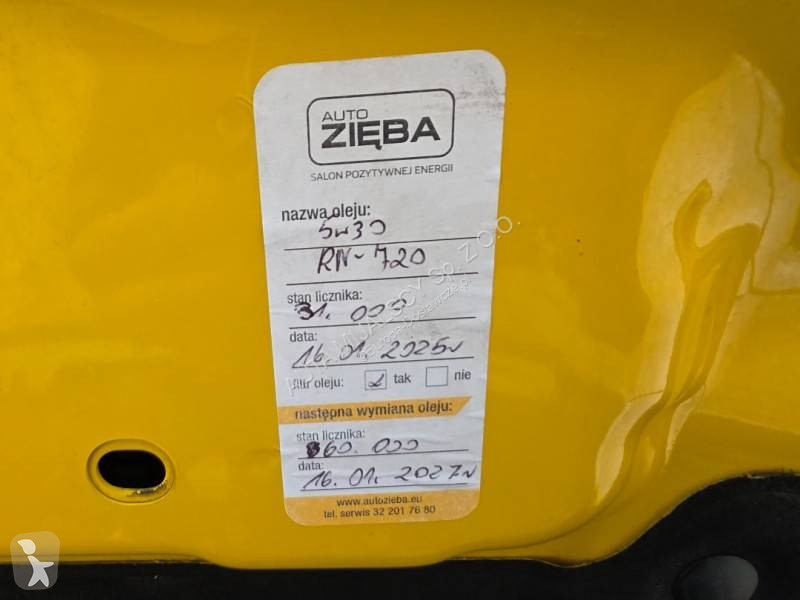 AUTO
ZIĘBA
SALON POZYTYWNEJ ENERGII
nazwa oleju:
5w30
RN-720
stan licznika:
31.000
data:
16.01.2025r
filtr oleju: tak nie
następna wymiana oleju:
stan licznika:
60.000
data:
16.01.2027r
www.autozieba.eu
tel. serwis 32 201 76 80